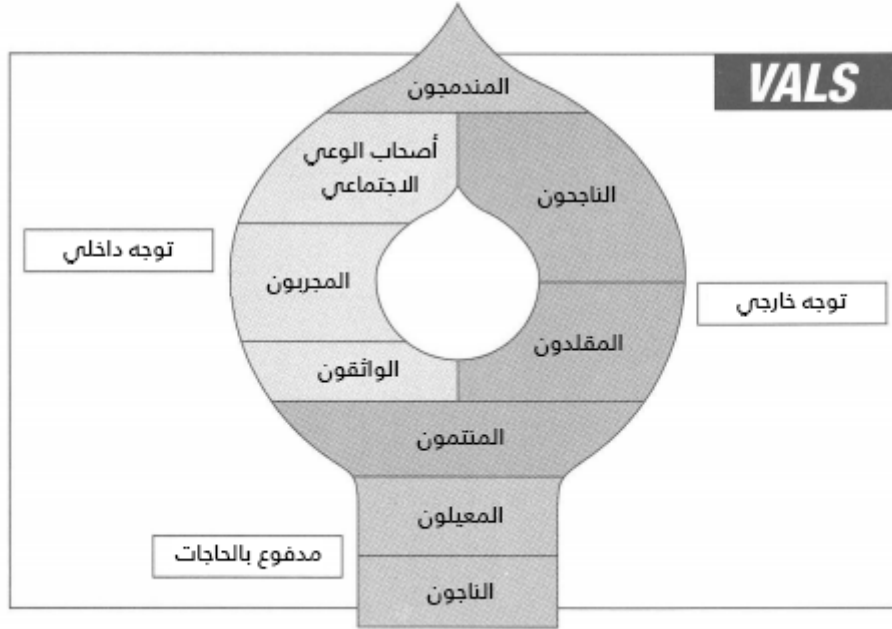 VALS
المندمجون
أصحاب الوعي
الاجتماعي
الناجحون
توجه داخلي
المجربون
توجه خارجي
المقلدون
الواثقون
المنتمون
المعيلون
مدفوع بالحاجات
الناجون